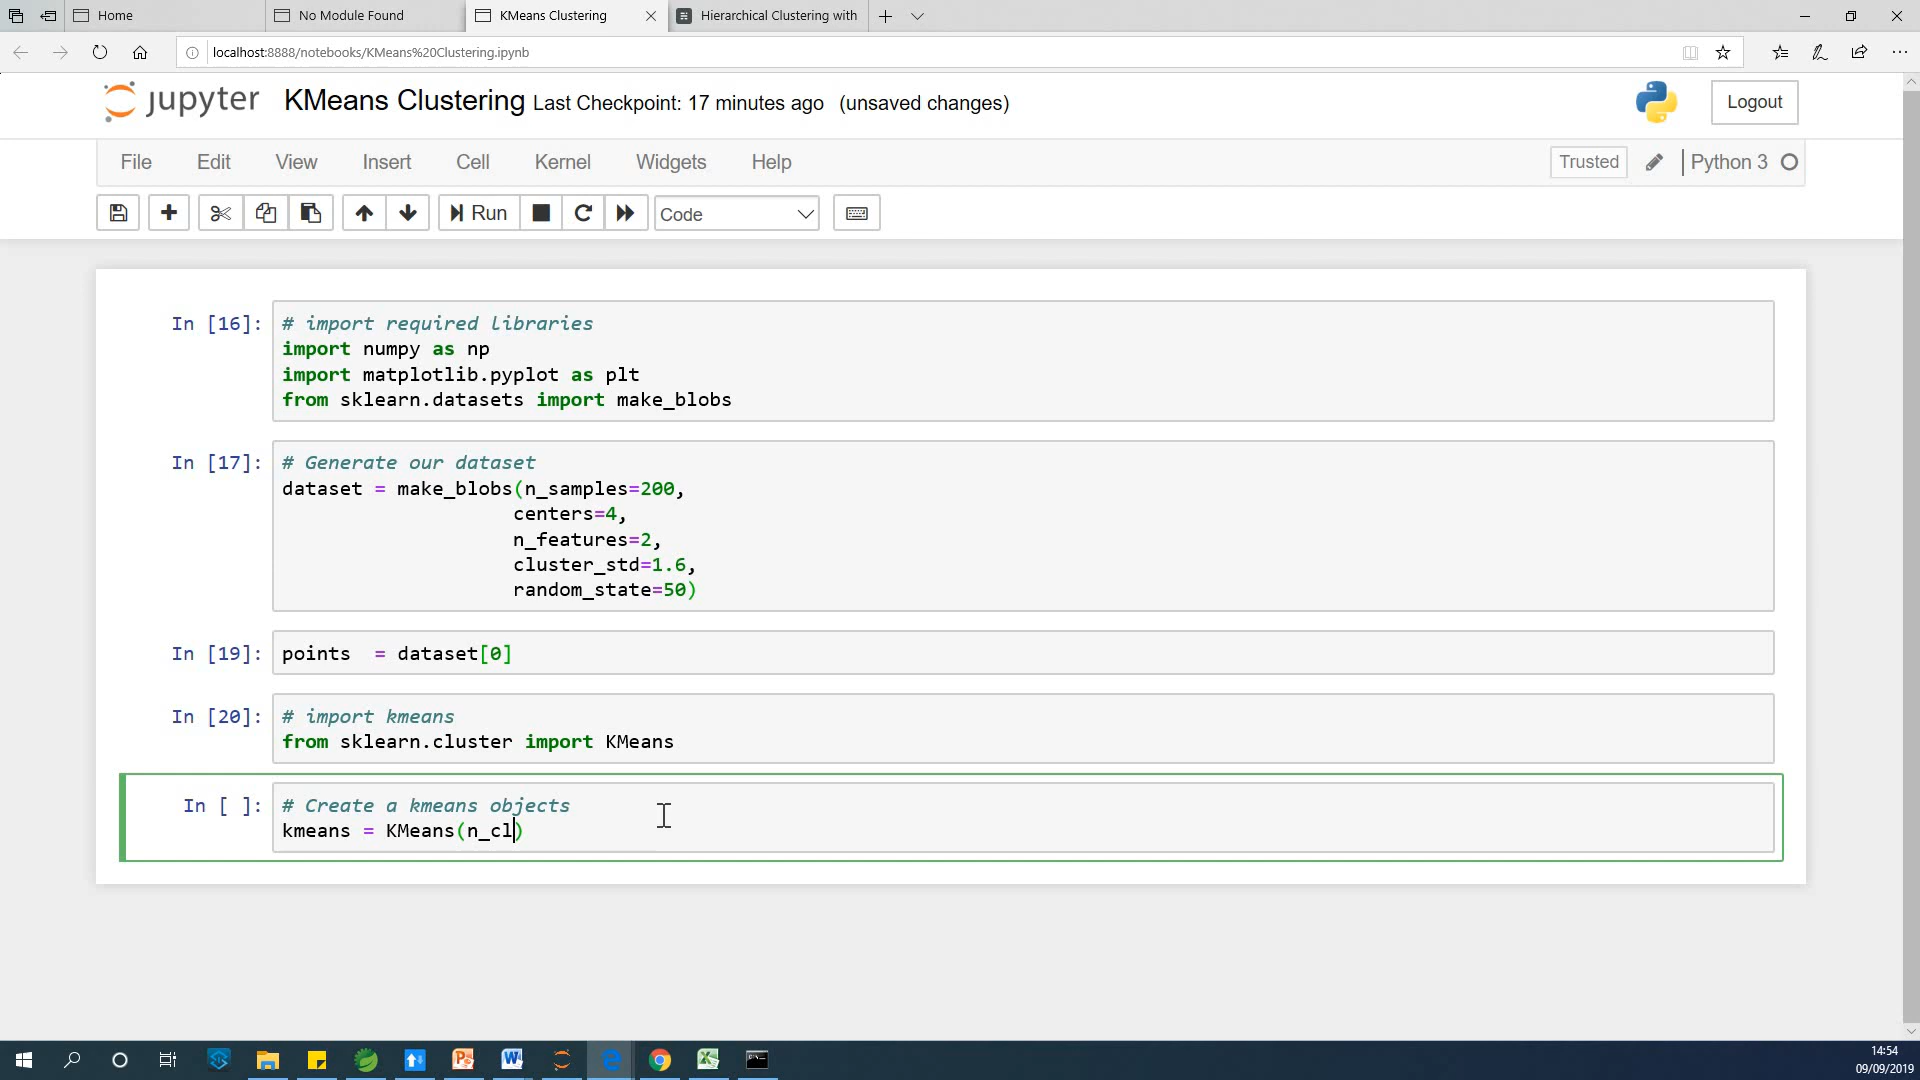 Home
No Module Found
KMeans Clustering
Hierarchical Clustering with
localhost:8888/notebooks/KMeans%20Clustering.ipynb
jupyter KMeans Clustering Last Checkpoint: 17 minutes ago (unsaved changes)
Logout
File Edit View Insert Cell Kernel Widgets Help
Trusted Python 3
Run Code
In [16]: # import required libraries
import numpy as np
import matplotlib.pyplot as plt
from sklearn.datasets import make_blobs
In [17]: # Generate our dataset
dataset = make_blobs(n_samples=200,
centers=4,
n_features=2,
cluster_std=1.6,
random_state=50)
In [19]: points  = dataset[0]
In [20]: # import kmeans
from sklearn.cluster import KMeans
In [ ]: # Create a kmeans objects
kmeans = KMeans(n_cl)
14:54
09/09/2019